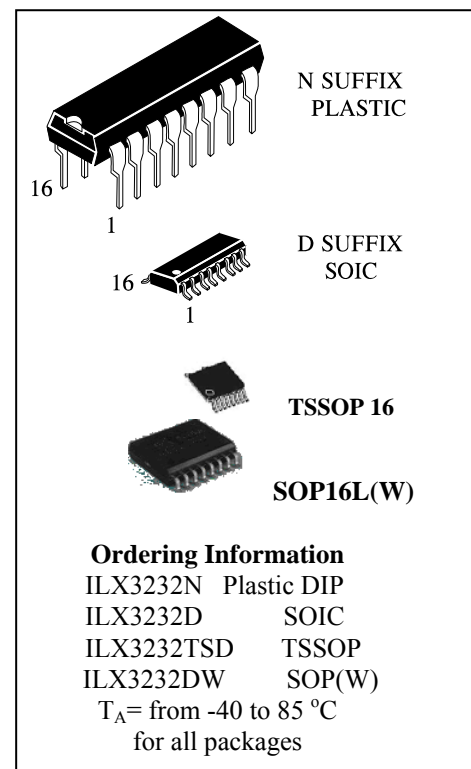 N SUFFIX
PLASTIC
16
1
D SUFFIX
SOIC
16
1
TSSOP 16
SOP16L(W)
Ordering Information
ILX3232N Plastic DIP
ILX3232D SOIC
ILX3232TSD TSSOP
ILX3232DW SOP(W)
TA= from -40 to 85 °C
for all packages